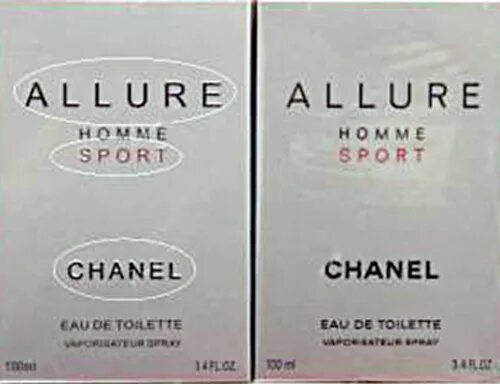 ALLURE
HOMME
SPORT
CHANEL
EAU DE TOILETTE
VAPORISATEUR SPRAY
3.4 FL.OZ.
ALLURE
HOMME
SPORT
CHANEL
EAU DE TOILETTE
VAPORISATEUR SPRAY
100 ml 3.4 FL.OZ.